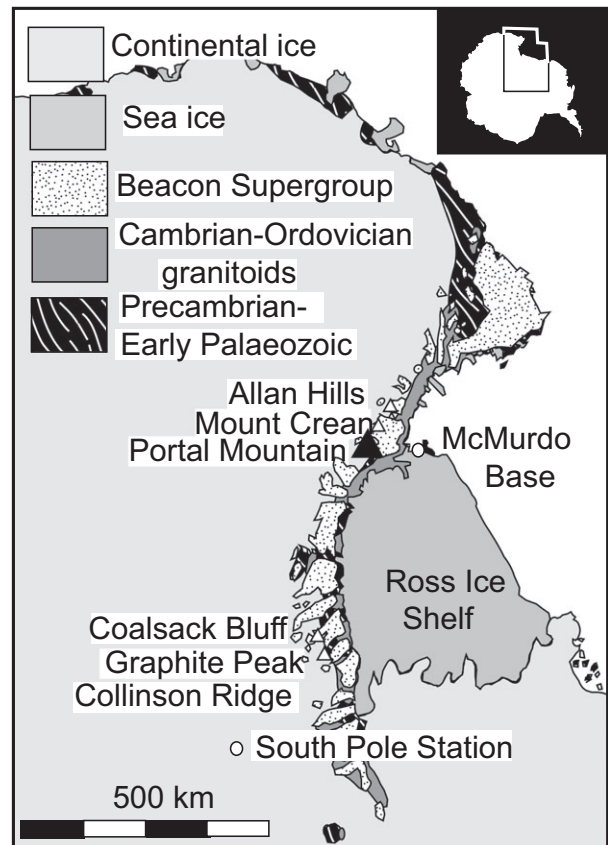 Continental ice
Sea ice
Beacon Supergroup
Cambrian-Ordovician
granitoids
Precambrian-
Early Palaeozoic
Allan Hills
Mount Crean
Portal Mountain
McMurdo
Base
Ross Ice
Shelf
Coalsack Bluff
Graphite Peak
Collinson Ridge
South Pole Station
500 km